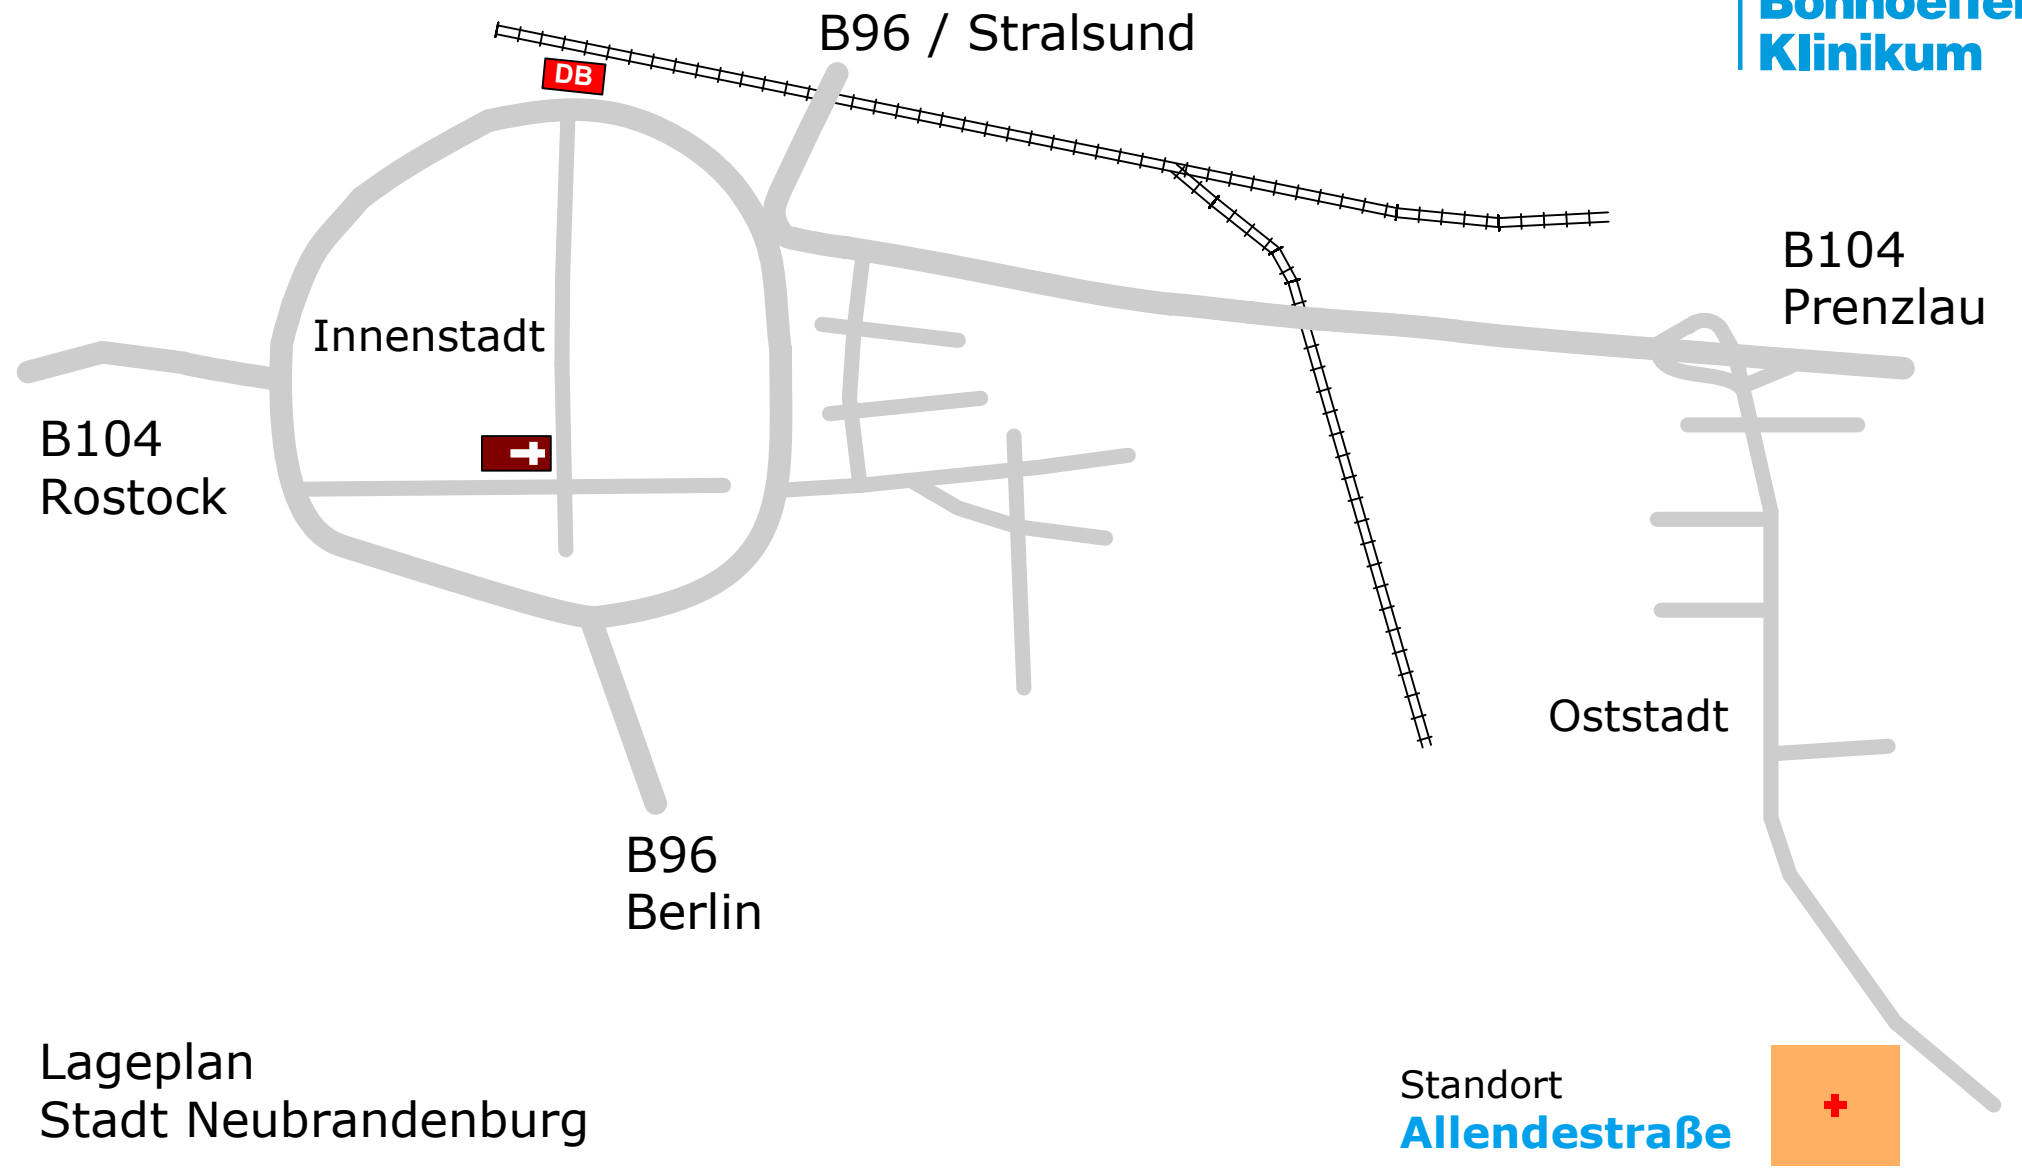 B96 / Stralsund
Klinikum
DB
B104
Prenzlau
Innenstadt
B104
Rostock
Oststadt
B96
Berlin
Lageplan
Stadt Neubrandenburg
Standort
Allendestraße